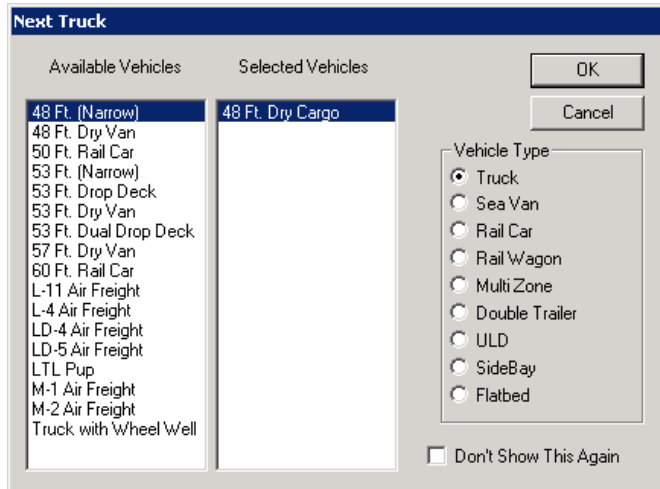 Next Truck
Available Vehicles
Selected Vehicles
48 Ft. (Narrow)
48 Ft. Dry Van
50 Ft. Rail Car
53 Ft. (Narrow)
53 Ft. Drop Deck
53 Ft. Dry Van
53 Ft. Dual Drop Deck
57 Ft. Dry Van
60 Ft. Rail Car
L-11 Air Freight
L-4 Air Freight
LD-4 Air Freight
LD-5 Air Freight
LTL Pup
M-1 Air Freight
M-2 Air Freight
Truck with Wheel Well
48 Ft. Dry Cargo
OK
Cancel
Vehicle Type
Truck
Sea Van
Rail Car
Rail Wagon
Multi Zone
Double Trailer
ULD
SideBay
Flatbed
Don't Show This Again